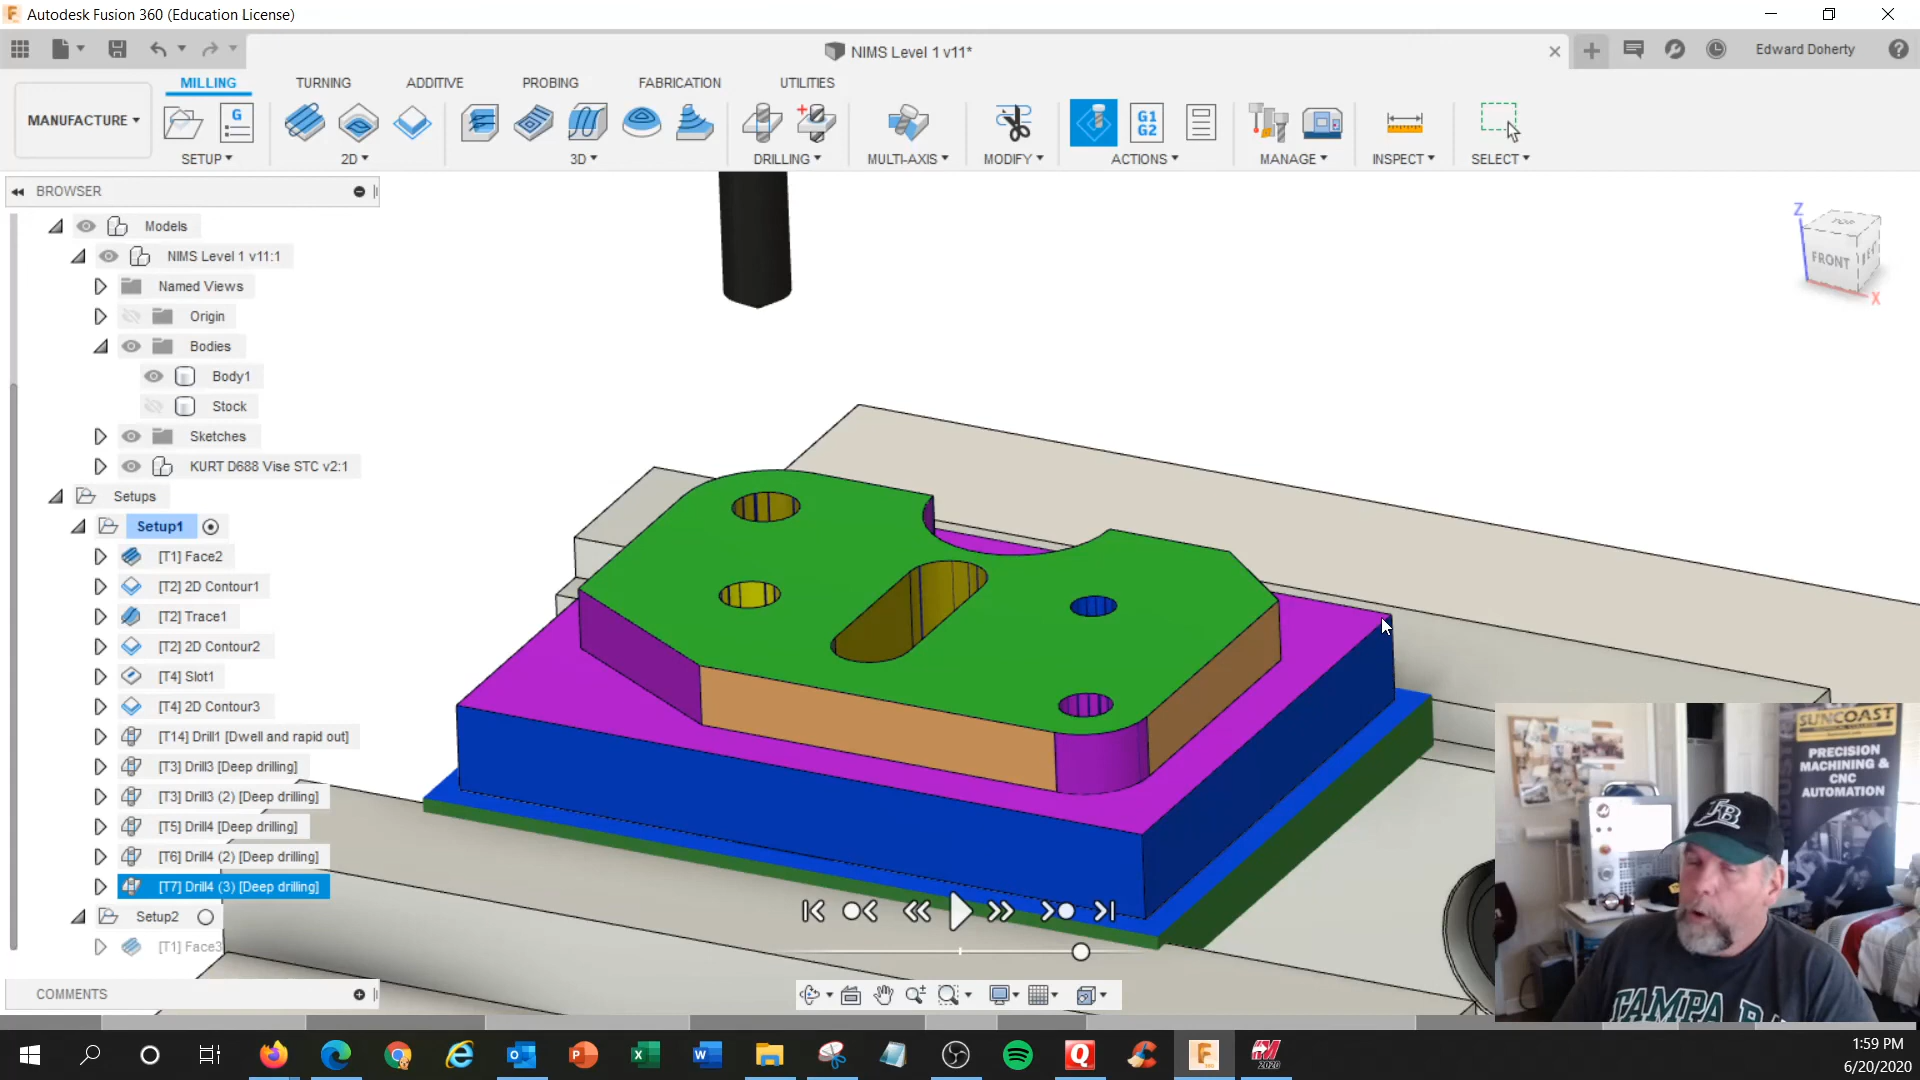 Autodesk Fusion 360 (Education License)
NIMS Level 1 v11*
Edward Doherty
MANUFACTURE
MILLING
TURNING
ADDITIVE
PROBING
FABRICATION
UTILITIES
G
G1
G2
SETUP
2D
3D
DRILLING
MULTI-AXIS
MODIFY
ACTIONS
MANAGE
INSPECT
SELECT
BROWSER
Models
NIMS Level 1 v11:1
Named Views
Origin
Bodies
Body1
Stock
Sketches
KURT D688 Vise STC v2:1
Setups
Setup1
[T1] Face2
[T2] 2D Contour1
[T2] Trace1
[T2] 2D Contour2
[T4] Slot1
[T4] 2D Contour3
[T14] Drill1 [Dwell and rapid out]
[T3] Drill3 [Deep drilling]
[T3] Drill3 (2) [Deep drilling]
[T5] Drill4 [Deep drilling]
[T6] Drill4 (2) [Deep drilling]
[T7] Drill4 (3) [Deep drilling]
Setup2
[T1] Face3
COMMENTS
Z
TOP
FRONT
X
SUNCOAST
PRECISION
MACHINING &
CNC
AUTOMATION
TAMPA B
1:59 PM
6/20/2020